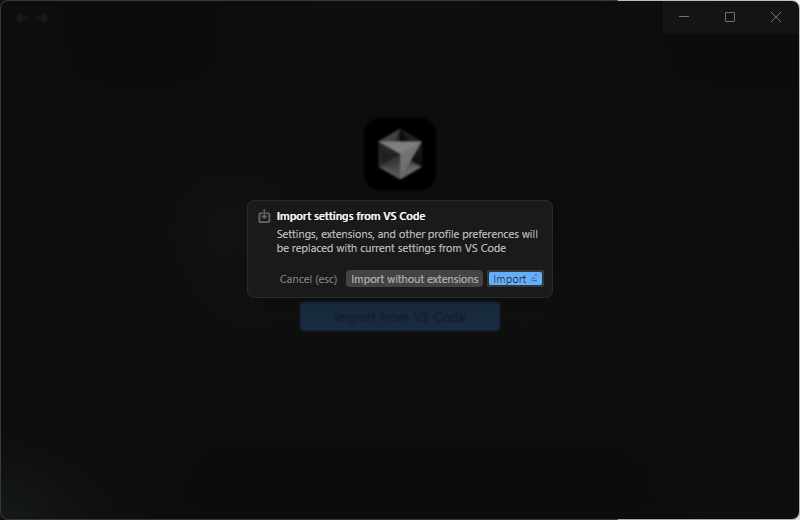 Import settings from VS Code
Settings, extensions, and other profile preferences will
be replaced with current settings from VS Code
Cancel (esc)
Import without extensions
Import ⏎
Import from VS Code